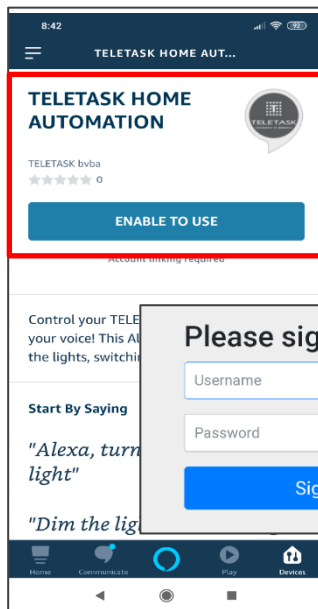 8:42
92
TELETASK HOME AUT...
TELETASK HOME
AUTOMATION
TELETASK
TELETASK bvba
0
ENABLE TO USE
Account linking required
Control your TELE
your voice! This Al
the lights, switchi
Please sig
Username
Password
Sig
Start By Saying
"Alexa, turn
light"
"Dim the lig
Home
Communicate
Play
Devices